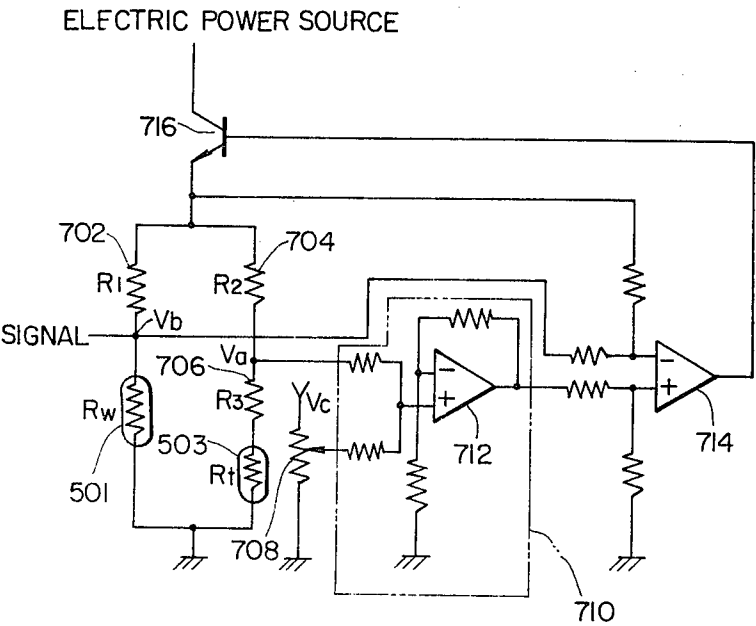 ELECTRIC POWER SOURCE
716
702
704
R1
R2
SIGNAL
Vb
Va
706
R3
Vc
Rw
503
Rt
501
708
712
714
710
-
+
-
+